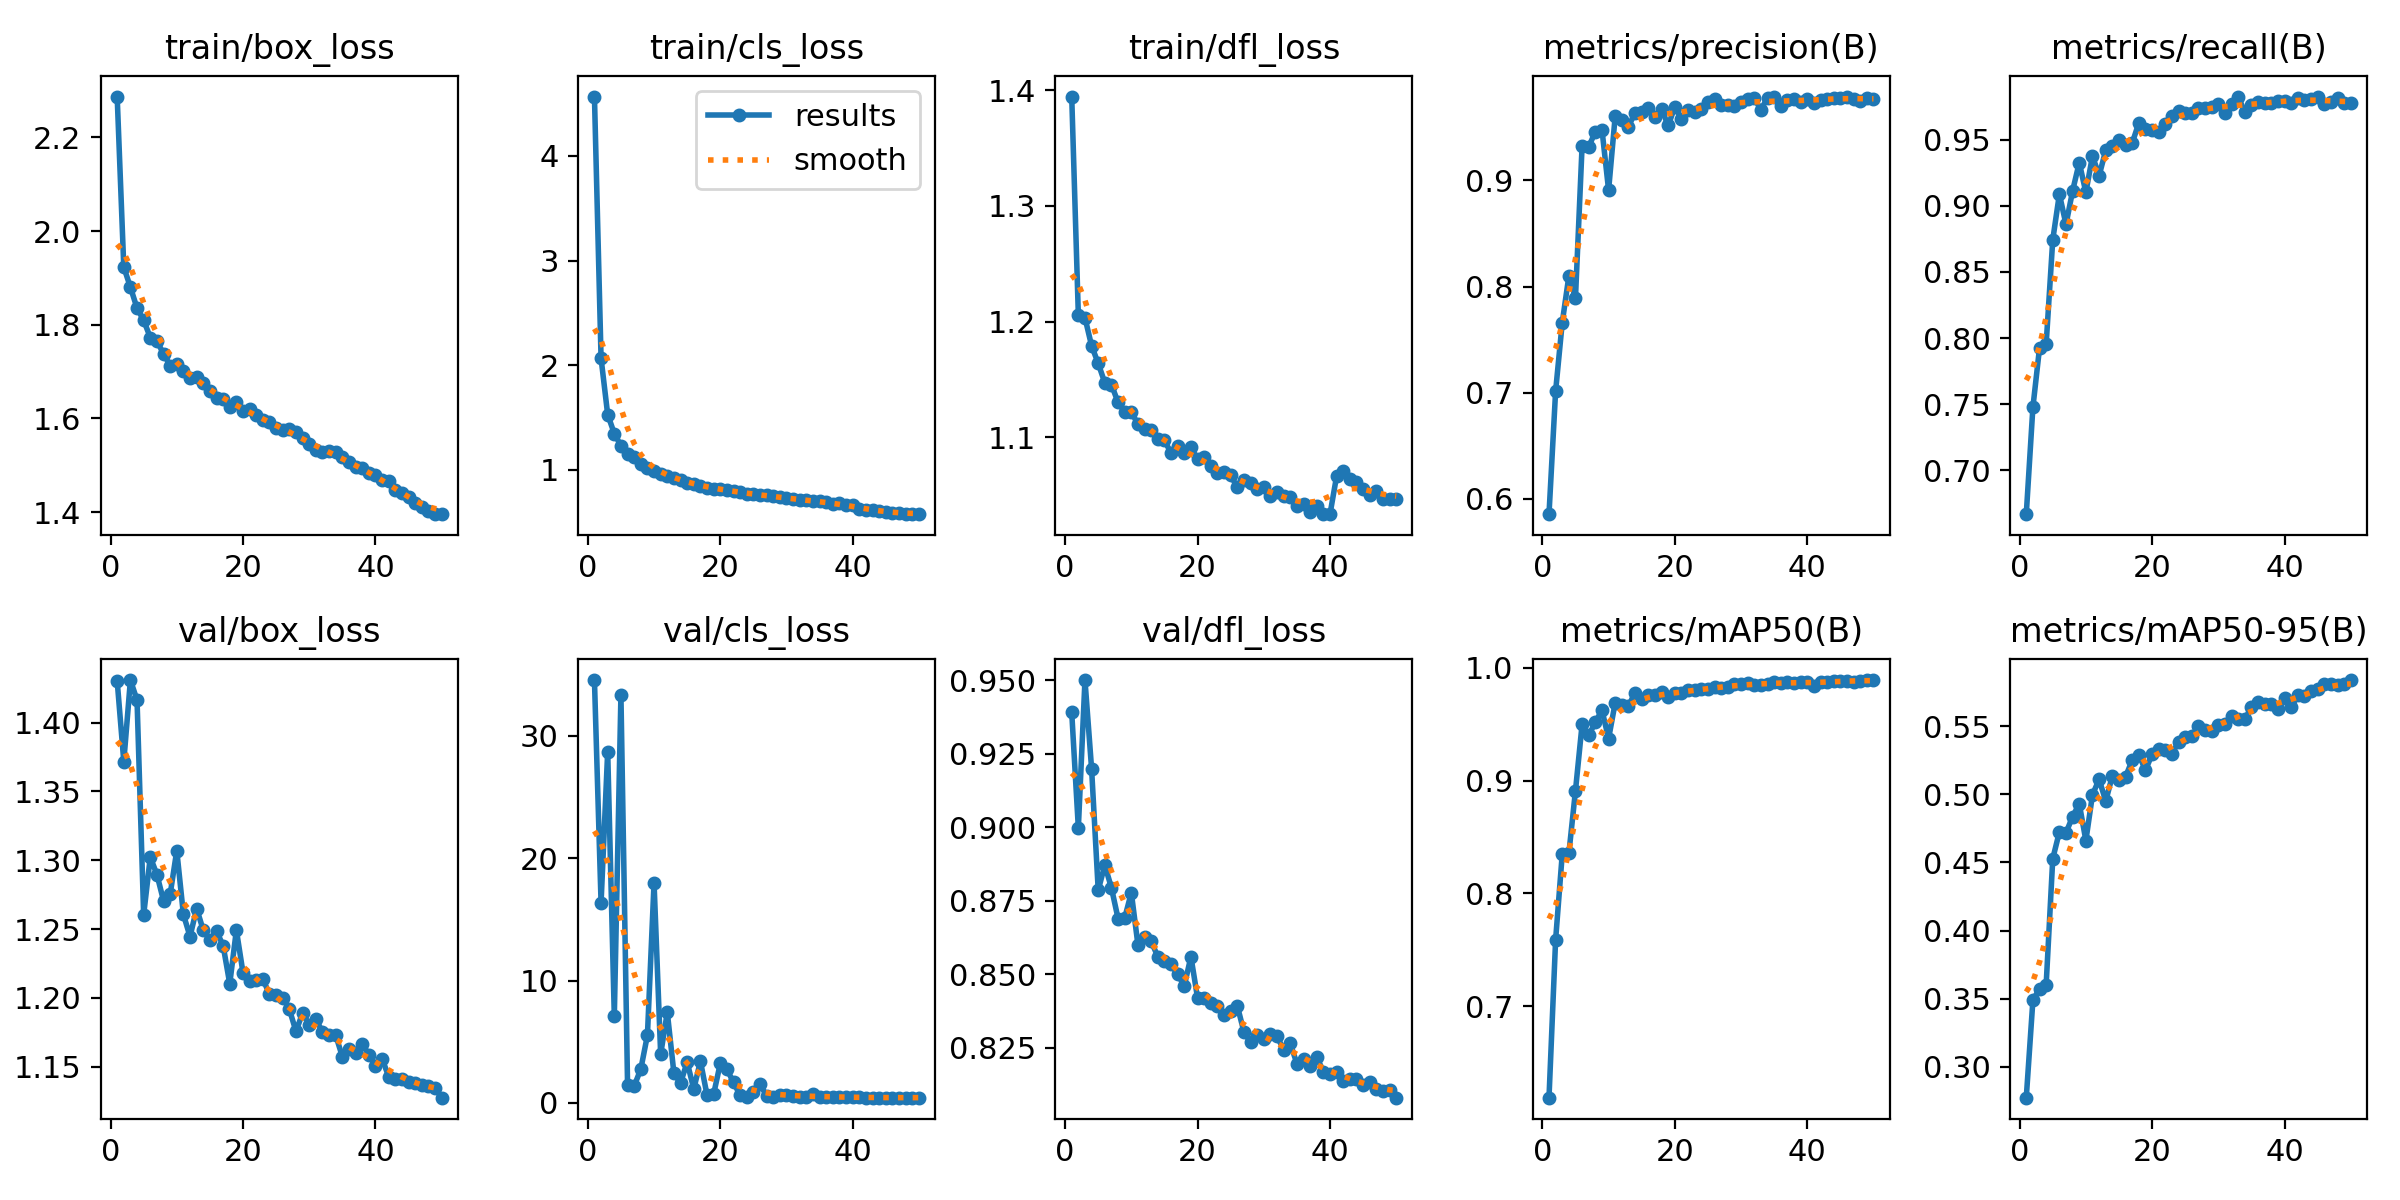 train/box_loss
2.2
2.0
1.8
1.6
1.4
0 20 40
train/cls_loss
results
smooth
4
3
2
1
0 20 40
train/dfl_loss
1.4
1.3
1.2
1.1
0 20 40
metrics/precision(B)
0.9
0.8
0.7
0.6
0 20 40
metrics/recall(B)
0.95
0.90
0.85
0.80
0.75
0.70
0 20 40
val/box_loss
1.40
1.35
1.30
1.25
1.20
1.15
0 20 40
val/cls_loss
30
20
10
0
0 20 40
val/dfl_loss
0.950
0.925
0.900
0.875
0.850
0.825
0 20 40
metrics/mAP50(B)
1.0
0.9
0.8
0.7
0 20 40
metrics/mAP50-95(B)
0.55
0.50
0.45
0.40
0.35
0.30
0 20 40